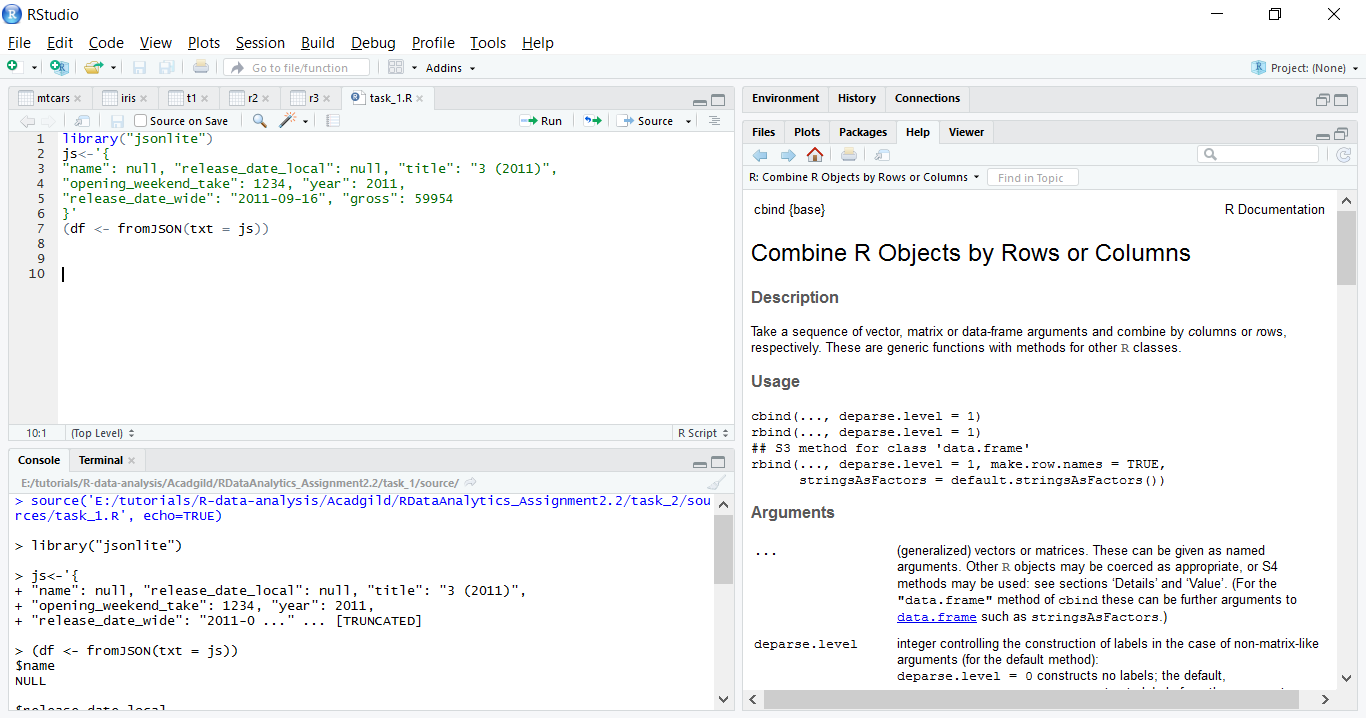 RStudio
File Edit Code View Plots Session Build Debug Profile Tools Help
Go to file/function Addins Project: (None)
mtcars iris t1 r2 r3 task_1.R
Source on Save Run Source
1 library("jsonlite")
2 js<-'{
3 "name": null, "release_date_local": null, "title": "3 (2011)",
4 "opening_weekend_take": 1234, "year": 2011,
5 "release_date_wide": "2011-09-16", "gross": 59954
6 }'
7 (df <- fromJSON(txt = js))
8
9
10
10:1 (Top Level) R Script
Console Terminal
E:/tutorials/R-data-analysis/Acadgild/RDataAnalytics_Assignment2.2/task_1/source/
> source('E:/tutorials/R-data-analysis/Acadgild/RDataAnalytics_Assignment2.2/task_2/sou
rces/task_1.R', echo=TRUE)
> library("jsonlite")
> js<-'{
+ "name": null, "release_date_local": null, "title": "3 (2011)",
+ "opening_weekend_take": 1234, "year": 2011,
+ "release_date_wide": "2011-0 ..." ... [TRUNCATED]
> (df <- fromJSON(txt = js))
$name
NULL
$release_date_local
Environment History Connections
Files Plots Packages Help Viewer
R: Combine R Objects by Rows or Columns Find in Topic
cbind {base} R Documentation
Combine R Objects by Rows or Columns
Description
Take a sequence of vector, matrix or data-frame arguments and combine by columns or rows,
respectively. These are generic functions with methods for other R classes.
Usage
cbind(..., deparse.level = 1)
rbind(..., deparse.level = 1)
## S3 method for class 'data.frame'
rbind(..., deparse.level = 1, make.row.names = TRUE,
stringsAsFactors = default.stringsAsFactors())
Arguments
... (generalized) vectors or matrices. These can be given as named
arguments. Other R objects may be coerced as appropriate, or S4
methods may be used: see sections ‘Details’ and ‘Value’. (For the
"data.frame" method of cbind these can be further arguments to
data.frame such as stringsAsFactors.)
deparse.level integer controlling the construction of labels in the case of non-matrix-like
arguments (for the default method):
deparse.level = 0 constructs no labels; the default,